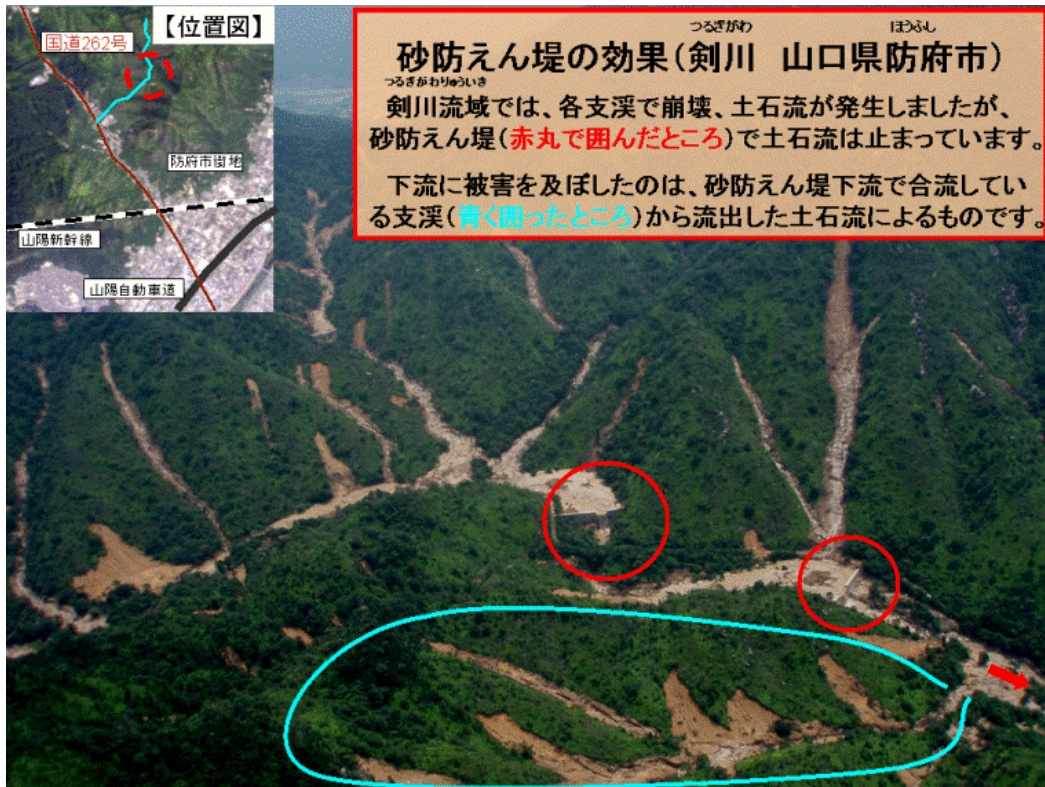 【位置図】
国道262号
防府市街地
山陽新幹線
山陽自動車道
つるぎがわ ほうふし
砂防えん堤の効果(剣川 山口県防府市)
つるぎがわりゅういき
剣川流域では、各支渓で崩壊、土石流が発生しましたが、
砂防えん堤(赤丸で囲んだところ)で土石流は止まっています。
下流に被害を及ぼしたのは、砂防えん堤下流で合流してい
る支渓(青く囲ったところ)から流出した土石流によるものです。